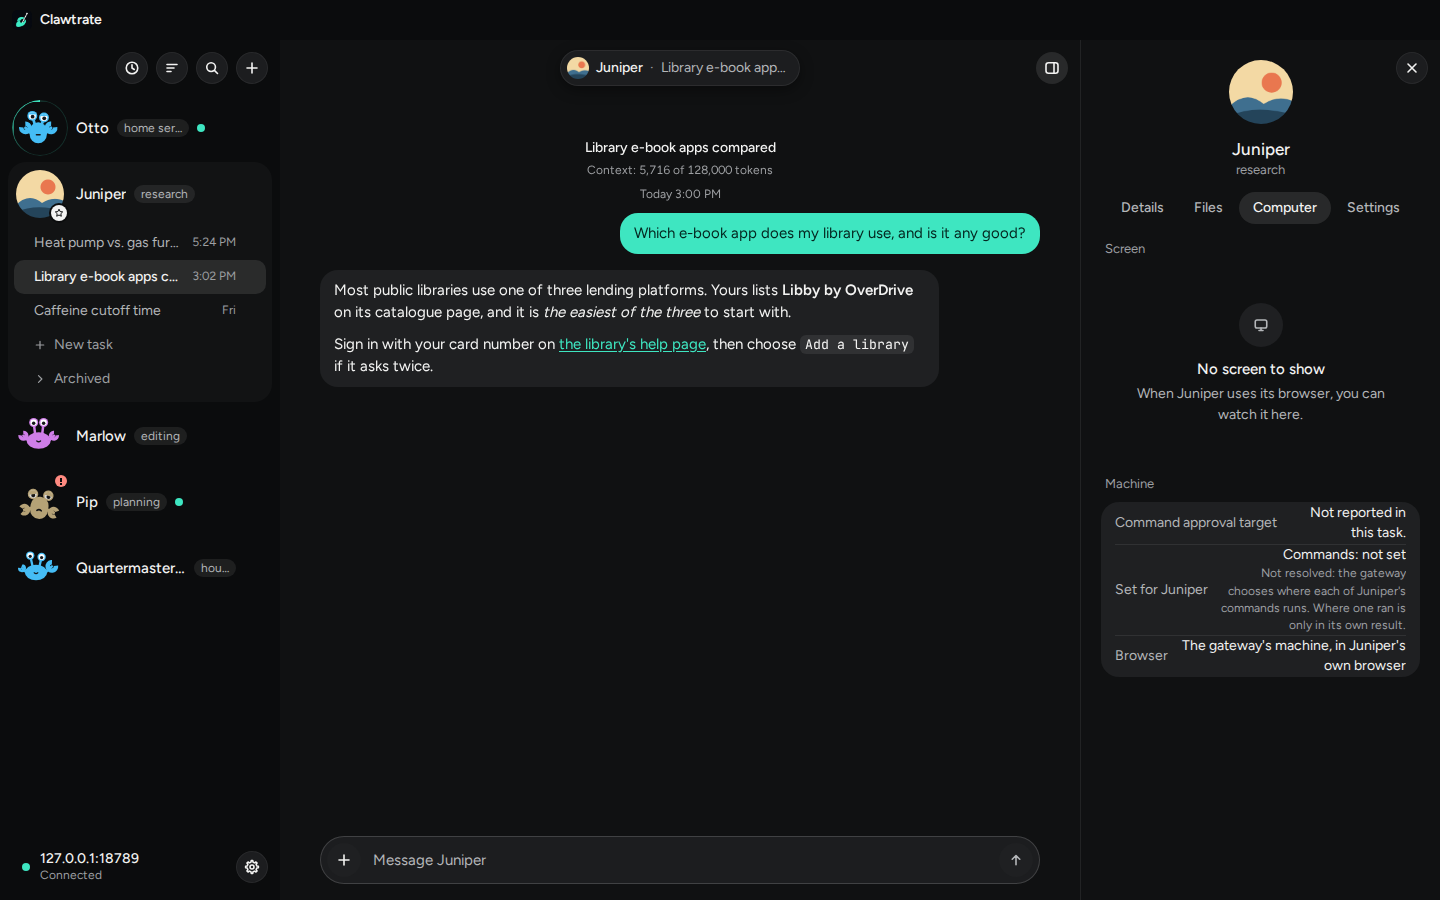 Clawtrate
Otto home ser...
Juniper research
Heat pump vs. gas fur... 5:24 PM
Library e-book apps c... 3:02 PM
Caffeine cutoff time Fri
+ New task
> Archived
Marlow editing
Pip planning
Quartermaster... hou...
127.0.0.1:18789
Connected
Juniper · Library e-book app...
Library e-book apps compared
Context: 5,716 of 128,000 tokens
Today 3:00 PM
Which e-book app does my library use, and is it any good?
Most public libraries use one of three lending platforms. Yours lists Libby by OverDrive
on its catalogue page, and it is the easiest of the three to start with.
Sign in with your card number on the library's help page, then choose Add a library
if it asks twice.
Message Juniper
Juniper
research
Details Files Computer Settings
Screen
No screen to show
When Juniper uses its browser, you can
watch it here.
Machine
Command approval target Not reported in
this task.
Set for Juniper Commands: not set
Not resolved: the gateway
chooses where each of Juniper's
commands runs. Where one ran is
only in its own result.
Browser The gateway's machine, in Juniper's
own browser